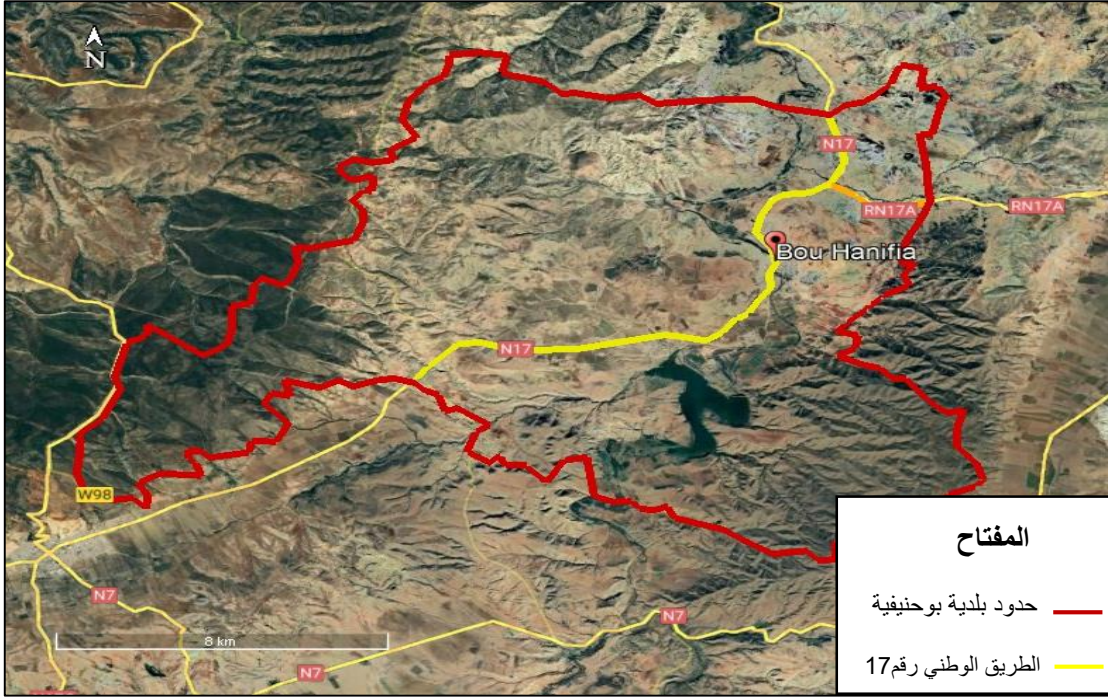 N
N17
RN17A
RN17A
Bou Hanifia
N17
W98
N7
N7
8 km
N7
المفتاح
حدود بلدية بوحنيفية
الطريق الوطني رقم17